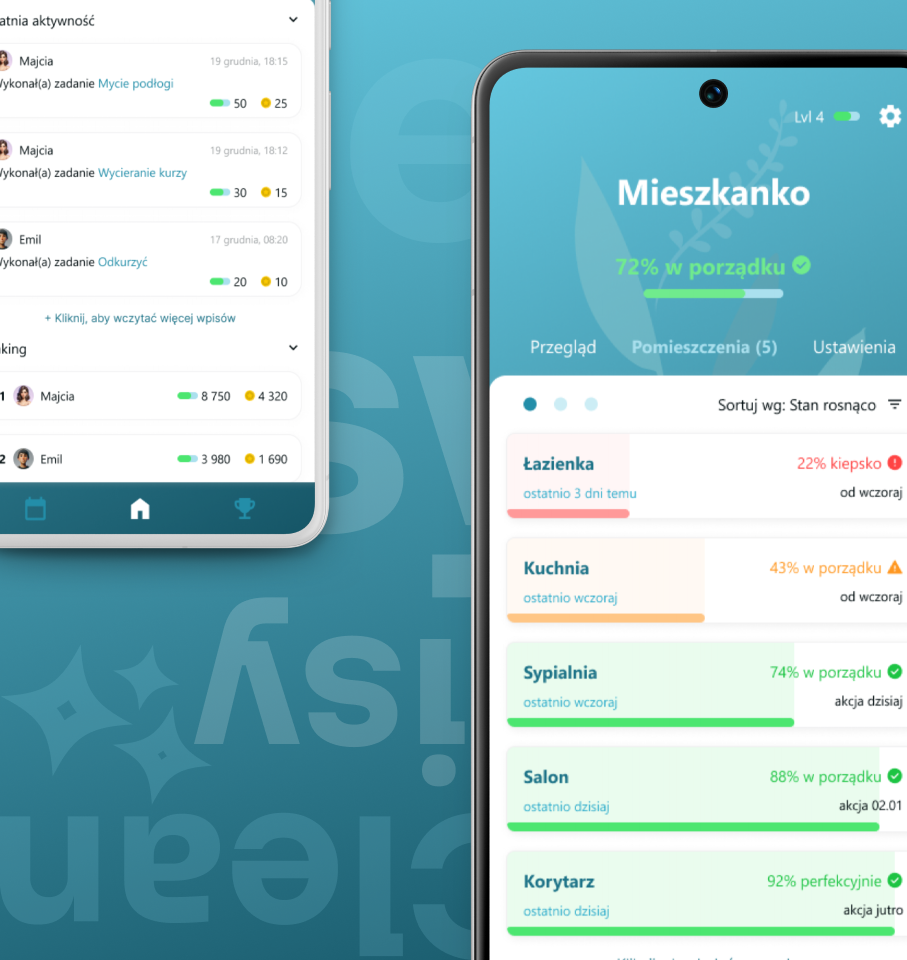 atnia aktywność
Majcia
19 grudnia, 18:15
Wykonał(a) zadanie Mycie podłogi
50
25
Majcia
19 grudnia, 18:12
Wykonał(a) zadanie Wycieranie kurzy
30
15
Emil
17 grudnia, 08:20
Wykonał(a) zadanie Odkurzyć
20
10
+ Kliknij, aby wczytać więcej wpisów
king
1 Majcia 8 750 4 320
2 Emil 3 980 1 690
Lvl 4
Mieszkanko
72% w porządku
Przegląd Pomieszczenia (5) Ustawienia
Sortuj wg: Stan rosnąco
Łazienka 22% kiepsko
ostatnio 3 dni temu od wczoraj
Kuchnia 43% w porządku
ostatnio wczoraj od wczoraj
Sypialnia 74% w porządku
ostatnio wczoraj akcja dzisiaj
Salon 88% w porządku
ostatnio dzisiaj akcja 02.01
Korytarz 92% perfekcyjnie
ostatnio dzisiaj akcja jutro
clean